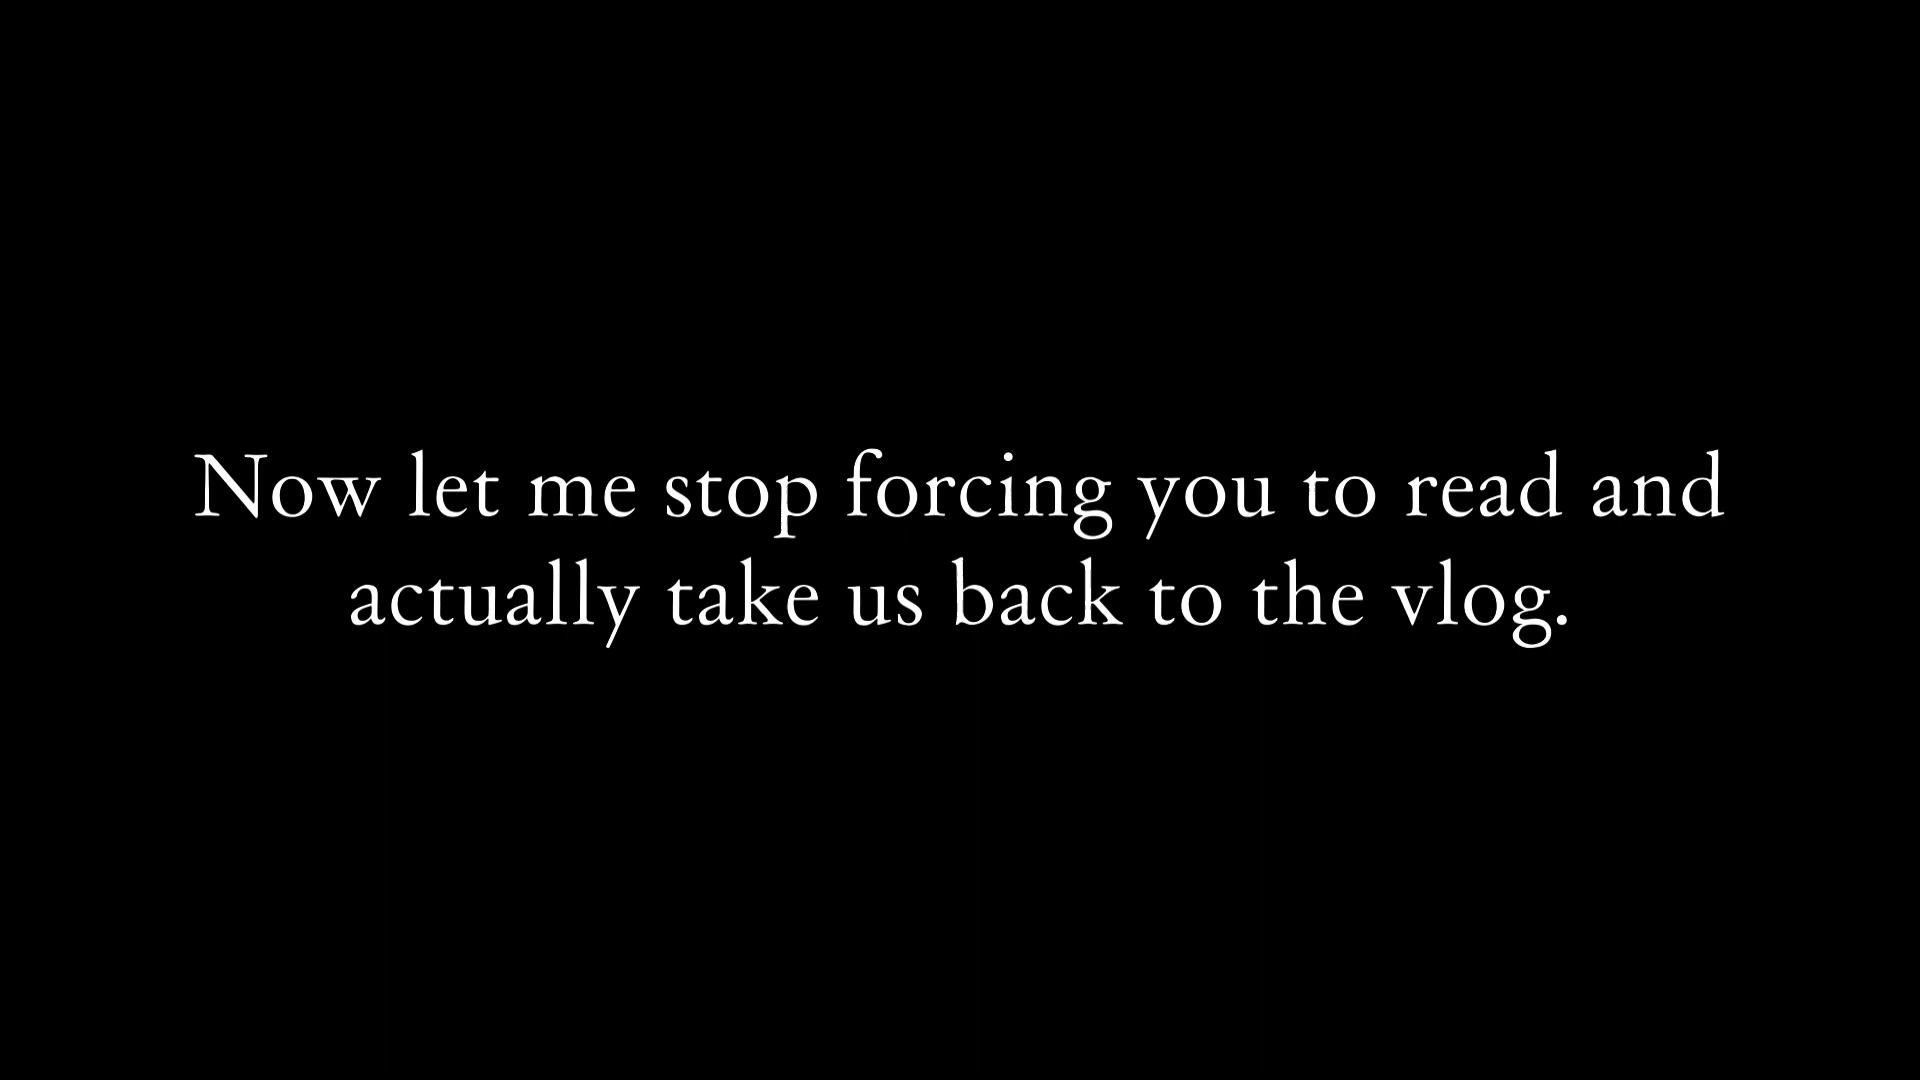 Now let me stop forcing you to read and
actually take us back to the vlog.